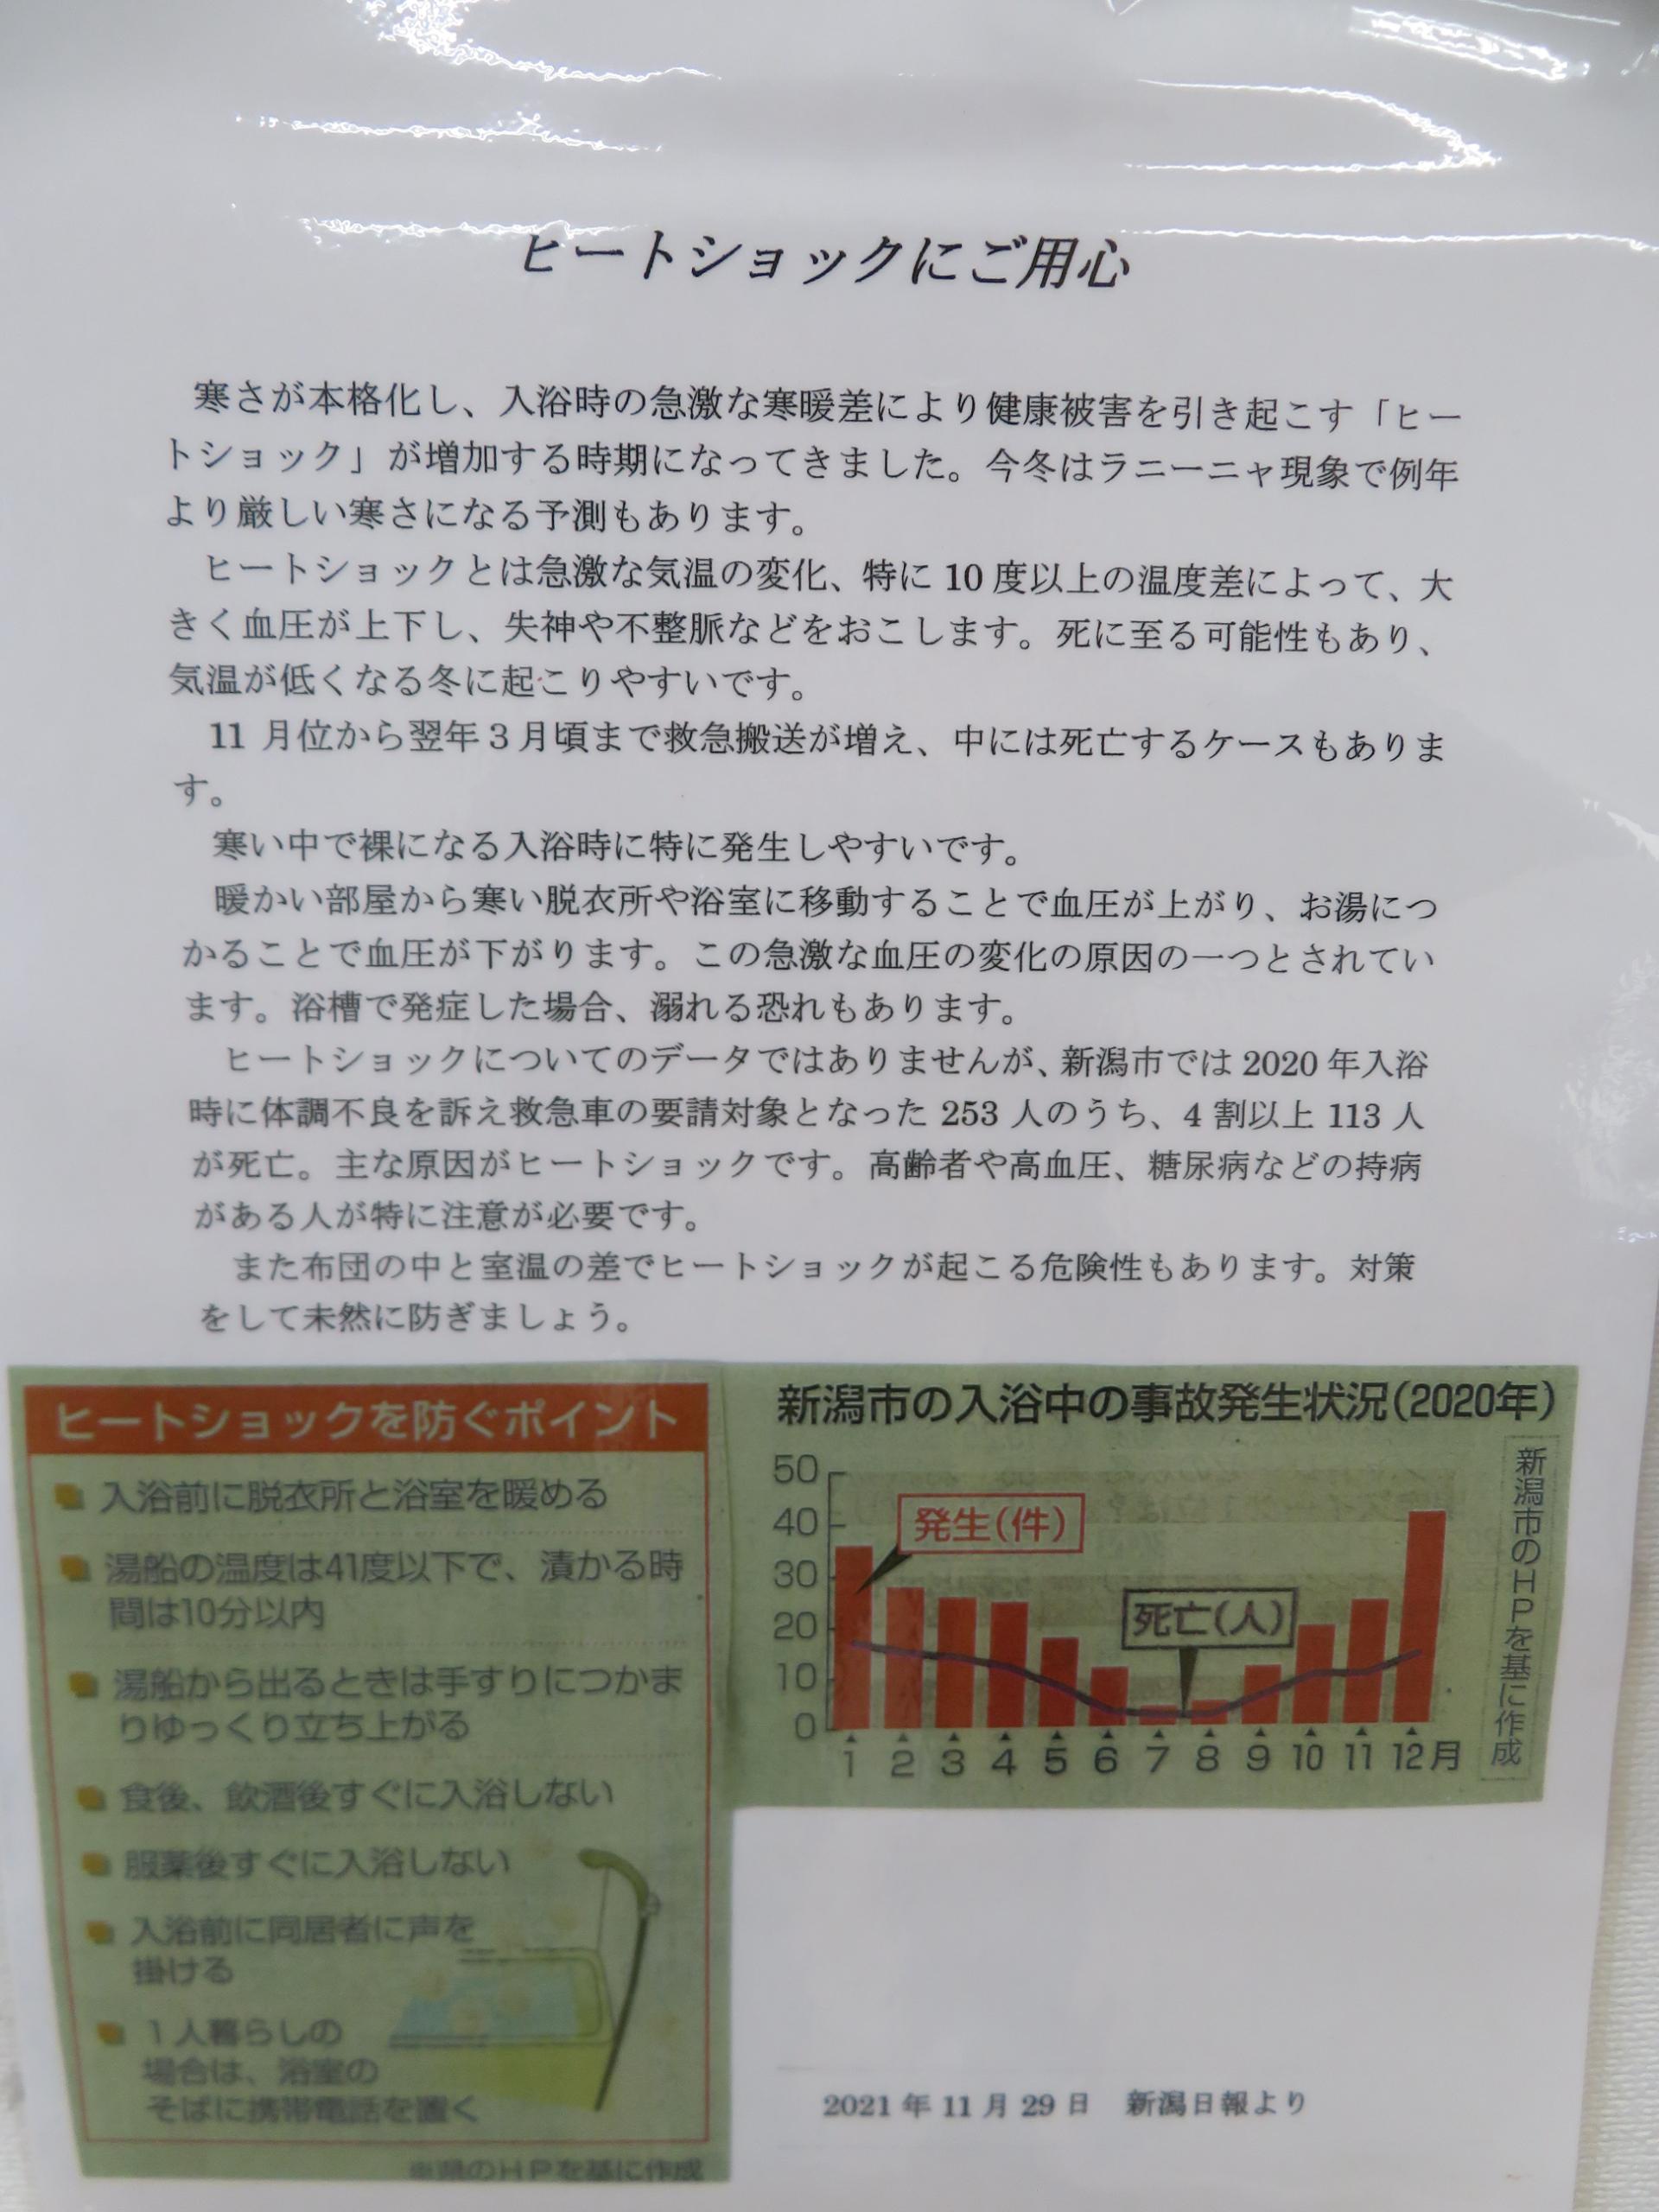 ヒートショックにご用心
寒さが本格化し、入浴時の急激な寒暖差により健康被害を引き起こす「ヒー
トショック」が増加する時期になってきました。今冬はラニーニャ現象で例年
より厳しい寒さになる予測もあります。
ヒートショックとは急激な気温の変化、特に 10 度以上の温度差によって、大
きく血圧が上下し、失神や不整脈などをおこします。死に至る可能性もあり、
気温が低くなる冬に起こりやすいです。
11 月位から翌年３月頃まで救急搬送が増え、中には死亡するケースもありま
す。
寒い中で裸になる入浴時に特に発生しやすいです。
暖かい部屋から寒い脱衣所や浴室に移動することで血圧が上がり、お湯につ
かることで血圧が下がります。この急激な血圧の変化の原因の一つとされてい
ます。浴槽で発症した場合、溺れる恐れもあります。
ヒートショックについてのデータではありませんが、新潟市では 2020 年入浴
時に体調不良を訴え救急車の要請対象となった 253 人のうち、4 割以上 113 人
が死亡。主な原因がヒートショックです。高齢者や高血圧、糖尿病などの持病
がある人が特に注意が必要です。
また布団の中と室温の差でヒートショックが起こる危険性もあります。対策
をして未然に防ぎましょう。
ヒートショックを防ぐポイント
入浴前に脱衣所と浴室を暖める
湯船の温度は41度以下で、漬かる時
間は10分以内
湯船から出るときは手すりにつかま
りゆっくり立ち上がる
食後、飲酒後すぐに入浴しない
服薬後すぐに入浴しない
入浴前に同居者に声を
掛ける
１人暮らしの
場合は、浴室の
そばに携帯電話を置く
※県のＨＰを基に作成
新潟市の入浴中の事故発生状況(2020年)
50
40
30
20
10
0
発生(件)
死亡(人)
1 2 3 4 5 6 7 8 9 10 11 12月
新潟市のＨＰを基に作成
2021 年 11 月 29 日　新潟日報より